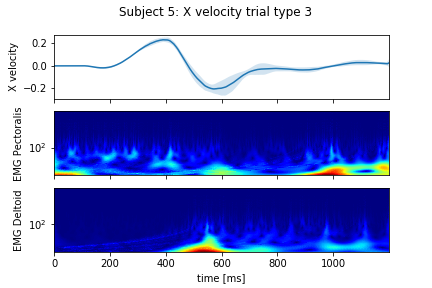 Subject 5: X velocity trial type 3
X velocity
0.2
0.0
−0.2
EMG Pectoralis
10²
EMG Deltoid
10²
0 200 400 600 800 1000
time [ms]